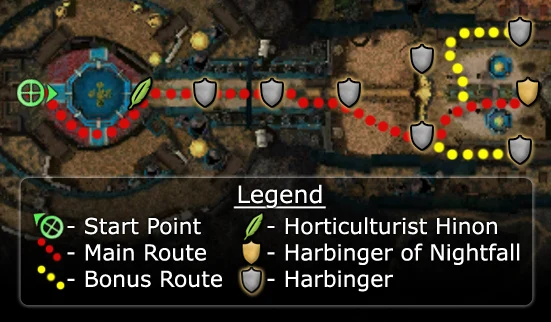 Legend
- Start Point
- Horticulturist Hinon
- Main Route
- Harbinger of Nightfall
- Bonus Route
- Harbinger